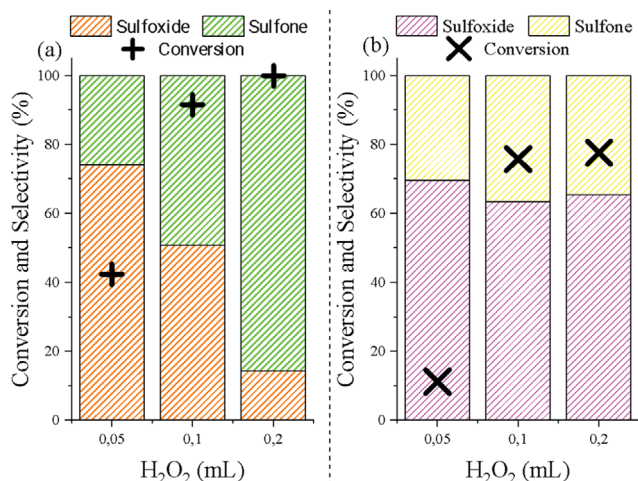 Sulfoxide Sulfone
(a) Conversion
Conversion and Selectivity (%)
100
80
60
40
20
0
0,05 0,1 0,2
H₂O₂ (mL)
Sulfoxide Sulfone
(b) Conversion
Conversion and Selectivity (%)
100
80
60
40
20
0
0,05 0,1 0,2
H₂O₂ (mL)